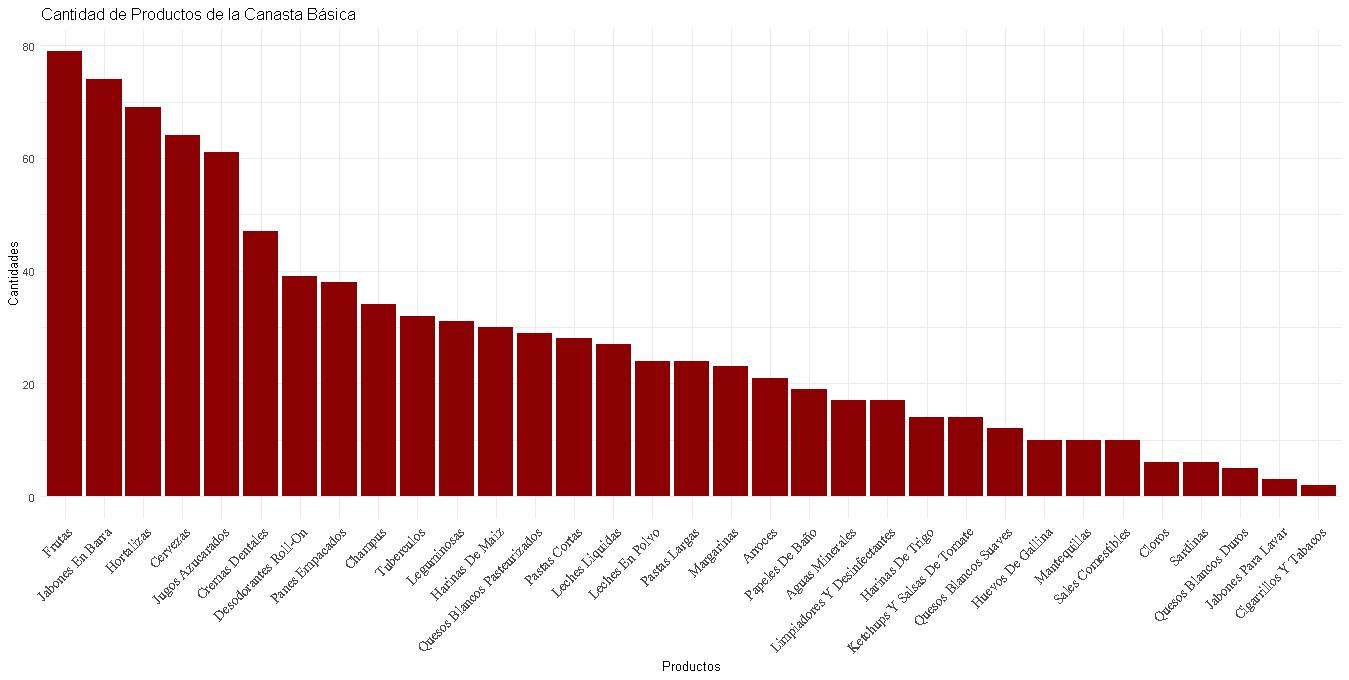 Cantidad de Productos de la Canasta Básica
Cantidades
80
60
40
20
0
Frutas
Jabones En Barra
Hortalizas
Cervezas
Jugos Azucarados
Cremas Dentales
Desodorantes Roll-On
Panes Empacados
Champus
Tuberculos
Leguminosas
Harinas De Maiz
Quesos Blancos Pasteurizados
Pastas Cortas
Leches Liquidas
Leches En Polvo
Pastas Largas
Margarinas
Arroces
Papeles De Baño
Aguas Minerales
Limpiadores Y Desinfectantes
Harinas De Trigo
Ketchups Y Salsas De Tomate
Quesos Blancos Suaves
Huevos De Gallina
Mantequillas
Sales Comestibles
Cloros
Sardinas
Quesos Blancos Duros
Jabones Para Lavar
Cigarrillos Y Tabacos
Productos